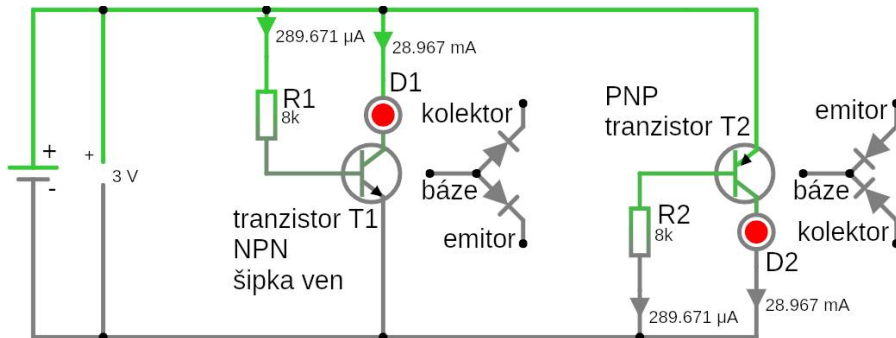 289.671 µA
28.967 mA
D1
R1
8k
kolektor
PNP
tranzistor T2
emitor
+
-
+
3 V
báze
báze
tranzistor T1
NPN
šipka ven
emitor
R2
8k
kolektor
D2
289.671 µA
28.967 mA